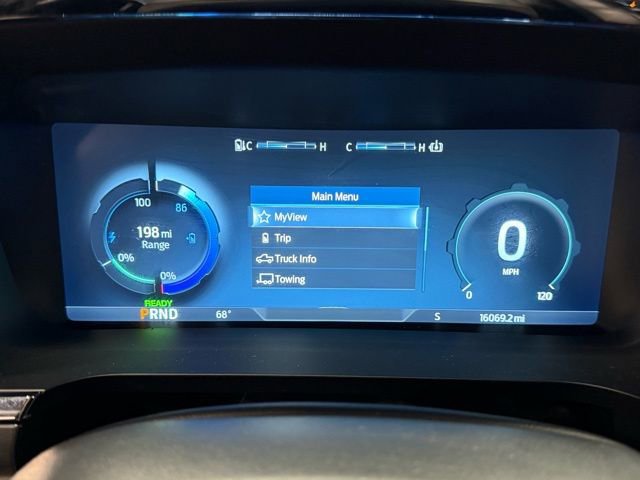 C H C H
Main Menu
MyView
Trip
Truck Info
Towing
100 86
198 mi
Range
0% 0%
READY
PRND 68° S 16069.2 mi
0
MPH
0 120